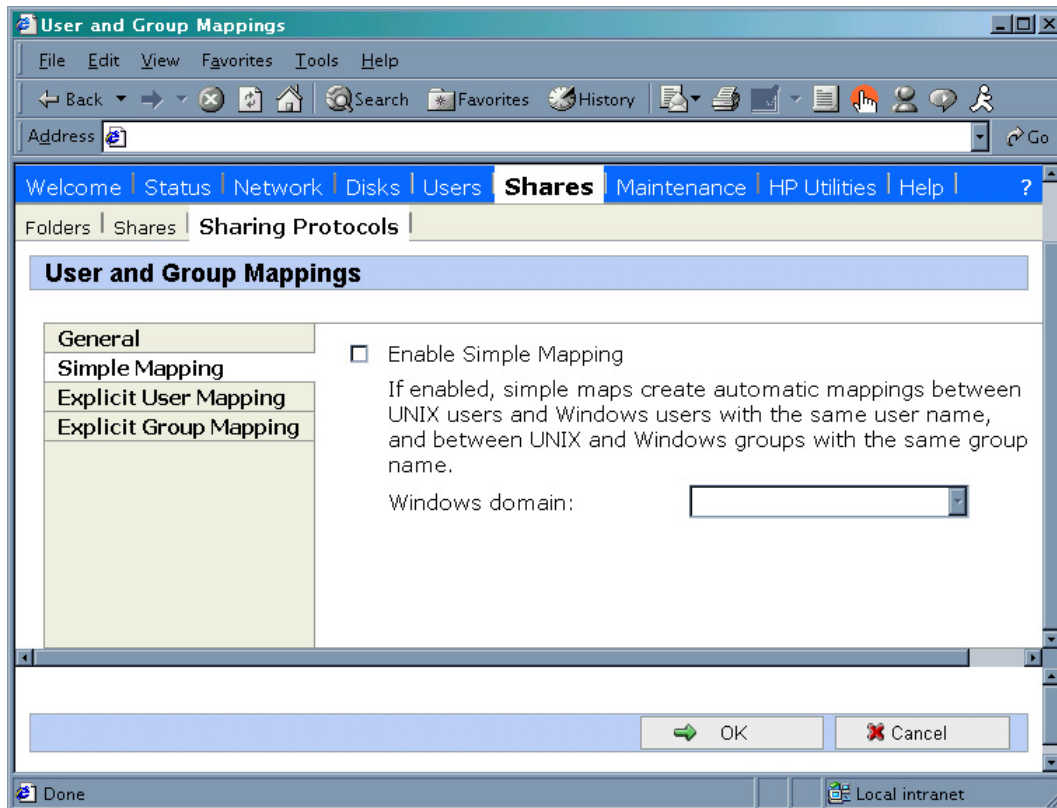 User and Group Mappings
File Edit View Favorites Tools Help
Back Search Favorites History
Address Go
Welcome Status Network Disks Users Shares Maintenance HP Utilities Help ?
Folders Shares Sharing Protocols
User and Group Mappings
General
Simple Mapping
Explicit User Mapping
Explicit Group Mapping
Enable Simple Mapping
If enabled, simple maps create automatic mappings between
UNIX users and Windows users with the same user name,
and between UNIX and Windows groups with the same group
name.
Windows domain:
OK Cancel
Done Local intranet